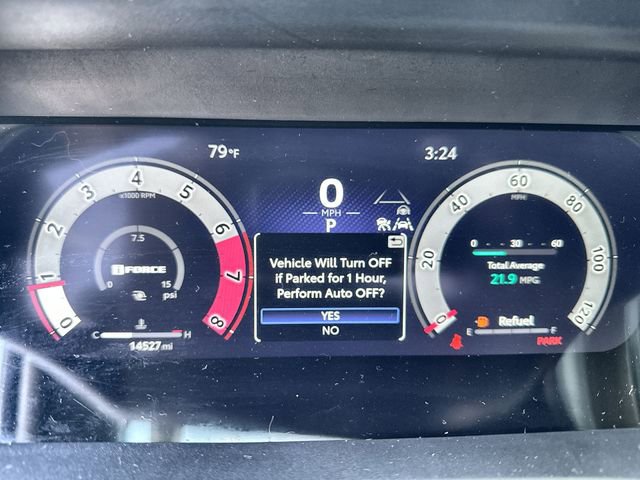 79°F
3:24
4
3
5
x1000 RPM
2
6
7.5
i FORCE
1
7
0
15
psi
0
8
C
H
14527 mi
0
MPH
P
Vehicle Will Turn OFF
if Parked for 1 Hour,
Perform Auto OFF?
YES
NO
60
MPH
40
80
0
30
60
20
100
Total Average
21.9 MPG
0
120
E
Refuel
F
PARK